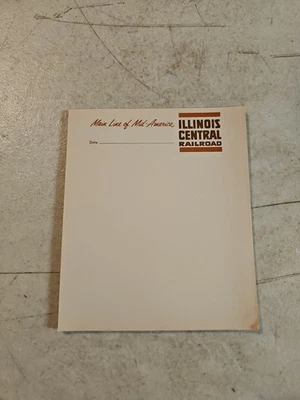 Main Line of Mid-America
ILLINOIS
CENTRAL
RAILROAD
Date